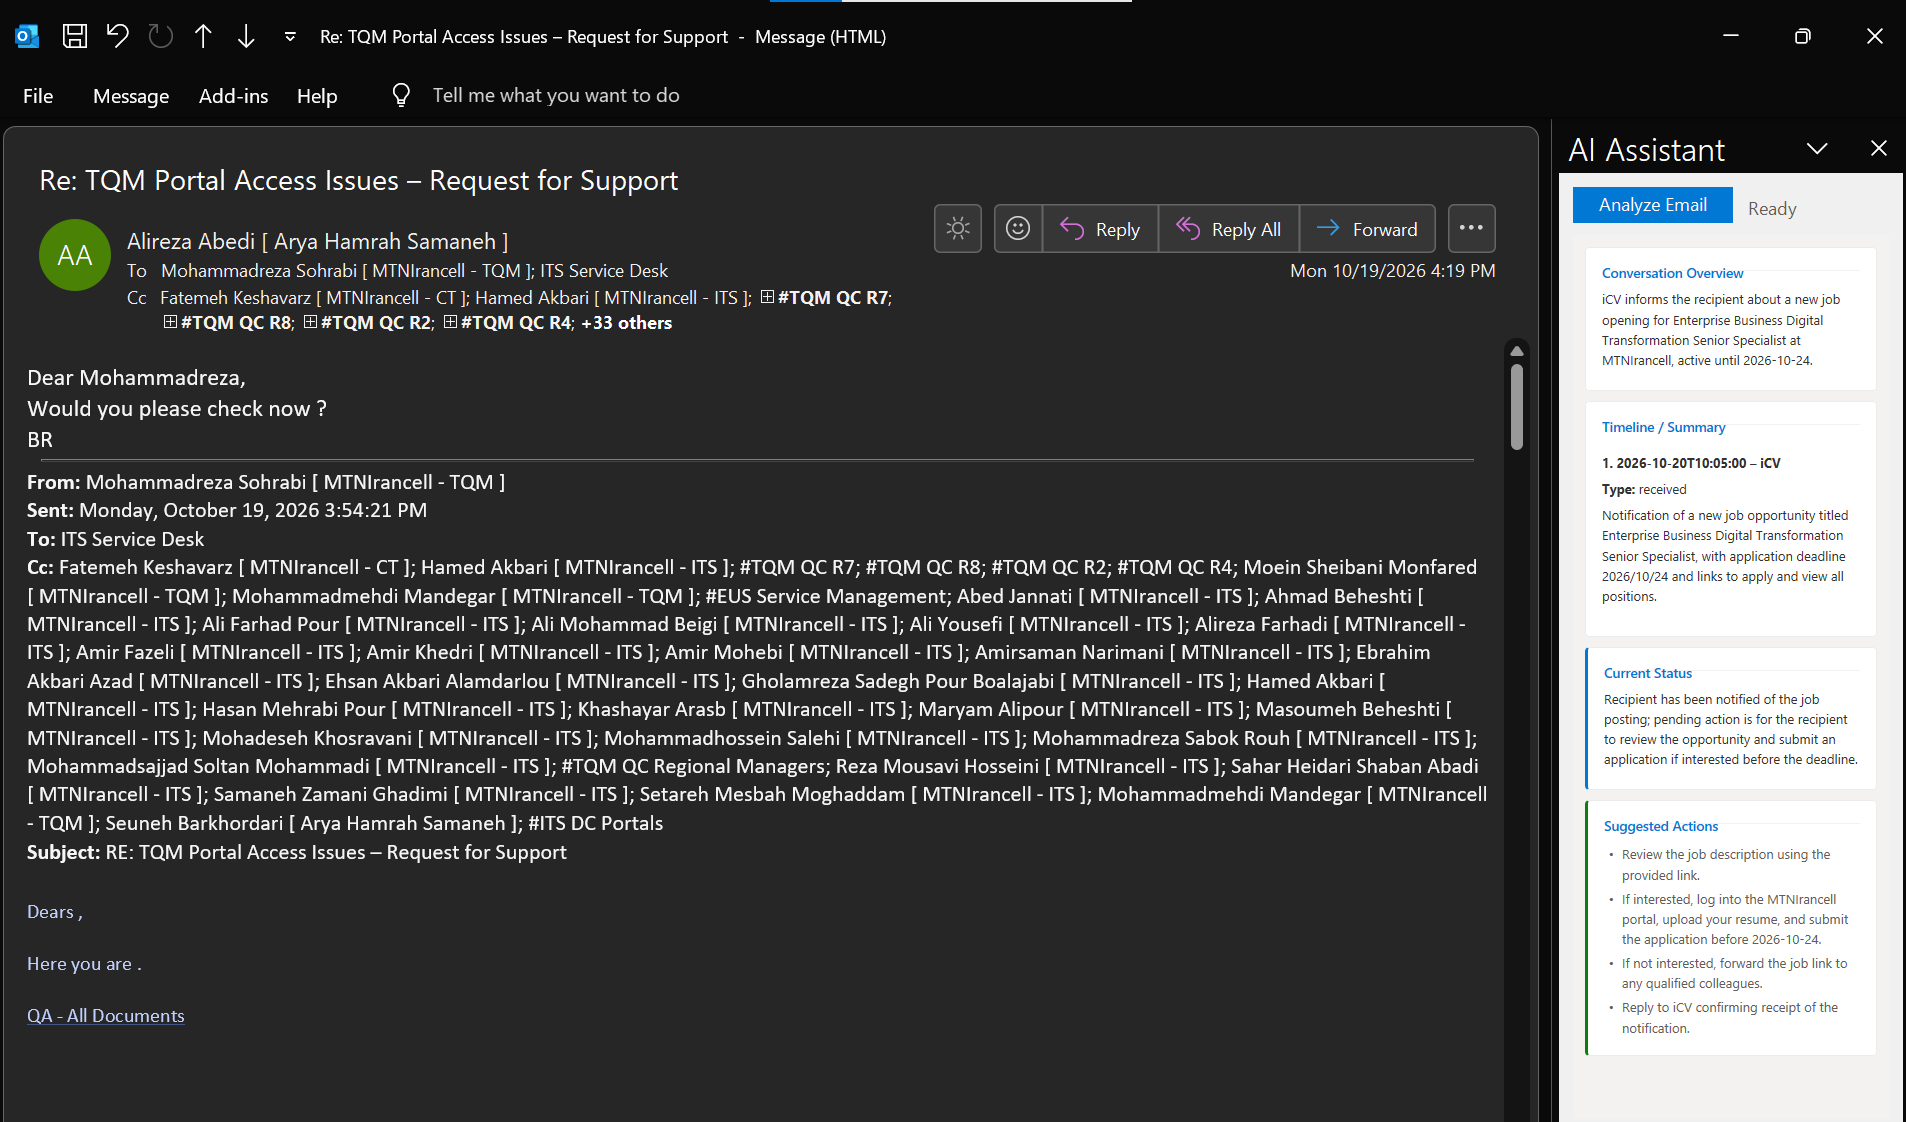 Re: TQM Portal Access Issues – Request for Support - Message (HTML)
File Message Add-ins Help Tell me what you want to do
Re: TQM Portal Access Issues – Request for Support
AA
Alireza Abedi [ Arya Hamrah Samaneh ]
To Mohammadreza Sohrabi [ MTNIrancell - TQM ]; ITS Service Desk
Cc Fatemeh Keshavarz [ MTNIrancell - CT ]; Hamed Akbari [ MTNIrancell - ITS ]; #TQM QC R7;
#TQM QC R8; #TQM QC R2; #TQM QC R4; +33 others
Reply Reply All Forward
Mon 10/19/2026 4:19 PM
Dear Mohammadreza,
Would you please check now ?
BR
From: Mohammadreza Sohrabi [ MTNIrancell - TQM ]
Sent: Monday, October 19, 2026 3:54:21 PM
To: ITS Service Desk
Cc: Fatemeh Keshavarz [ MTNIrancell - CT ]; Hamed Akbari [ MTNIrancell - ITS ]; #TQM QC R7; #TQM QC R8; #TQM QC R2; #TQM QC R4; Moein Sheibani Monfared
[ MTNIrancell - TQM ]; Mohammadmehdi Mandegar [ MTNIrancell - TQM ]; #EUS Service Management; Abed Jannati [ MTNIrancell - ITS ]; Ahmad Beheshti [
MTNIrancell - ITS ]; Ali Farhad Pour [ MTNIrancell - ITS ]; Ali Mohammad Beigi [ MTNIrancell - ITS ]; Ali Yousefi [ MTNIrancell - ITS ]; Alireza Farhadi [ MTNIrancell -
ITS ]; Amir Fazeli [ MTNIrancell - ITS ]; Amir Khedri [ MTNIrancell - ITS ]; Amir Mohebi [ MTNIrancell - ITS ]; Amirsaman Narimani [ MTNIrancell - ITS ]; Ebrahim
Akbari Azad [ MTNIrancell - ITS ]; Ehsan Akbari Alamdarlou [ MTNIrancell - ITS ]; Gholamreza Sadegh Pour Boalajabi [ MTNIrancell - ITS ]; Hamed Akbari [
MTNIrancell - ITS ]; Hasan Mehrabi Pour [ MTNIrancell - ITS ]; Khashayar Arasb [ MTNIrancell - ITS ]; Maryam Alipour [ MTNIrancell - ITS ]; Masoumeh Beheshti [
MTNIrancell - ITS ]; Mohadeseh Khosravani [ MTNIrancell - ITS ]; Mohammadhossein Salehi [ MTNIrancell - ITS ]; Mohammadreza Sabok Rouh [ MTNIrancell - ITS ];
Mohammadsajjad Soltan Mohammadi [ MTNIrancell - ITS ]; #TQM QC Regional Managers; Reza Mousavi Hosseini [ MTNIrancell - ITS ]; Sahar Heidari Shaban Abadi
[ MTNIrancell - ITS ]; Samaneh Zamani Ghadimi [ MTNIrancell - ITS ]; Setareh Mesbah Moghaddam [ MTNIrancell - ITS ]; Mohammadmehdi Mandegar [ MTNIrancell
- TQM ]; Seuneh Barkhordari [ Arya Hamrah Samaneh ]; #ITS DC Portals
Subject: RE: TQM Portal Access Issues – Request for Support
Dears ,
Here you are .
QA - All Documents
AI Assistant
Analyze Email Ready
Conversation Overview
iCV informs the recipient about a new job
opening for Enterprise Business Digital
Transformation Senior Specialist at
MTNIrancell, active until 2026-10-24.
Timeline / Summary
1. 2026-10-20T10:05:00 – iCV
Type: received
Notification of a new job opportunity titled
Enterprise Business Digital Transformation
Senior Specialist, with application deadline
2026/10/24 and links to apply and view all
positions.
Current Status
Recipient has been notified of the job
posting; pending action is for the recipient
to review the opportunity and submit an
application if interested before the deadline.
Suggested Actions
• Review the job description using the
provided link.
• If interested, log into the MTNIrancell
portal, upload your resume, and submit
the application before 2026-10-24.
• If not interested, forward the job link to
any qualified colleagues.
• Reply to iCV confirming receipt of the
notification.